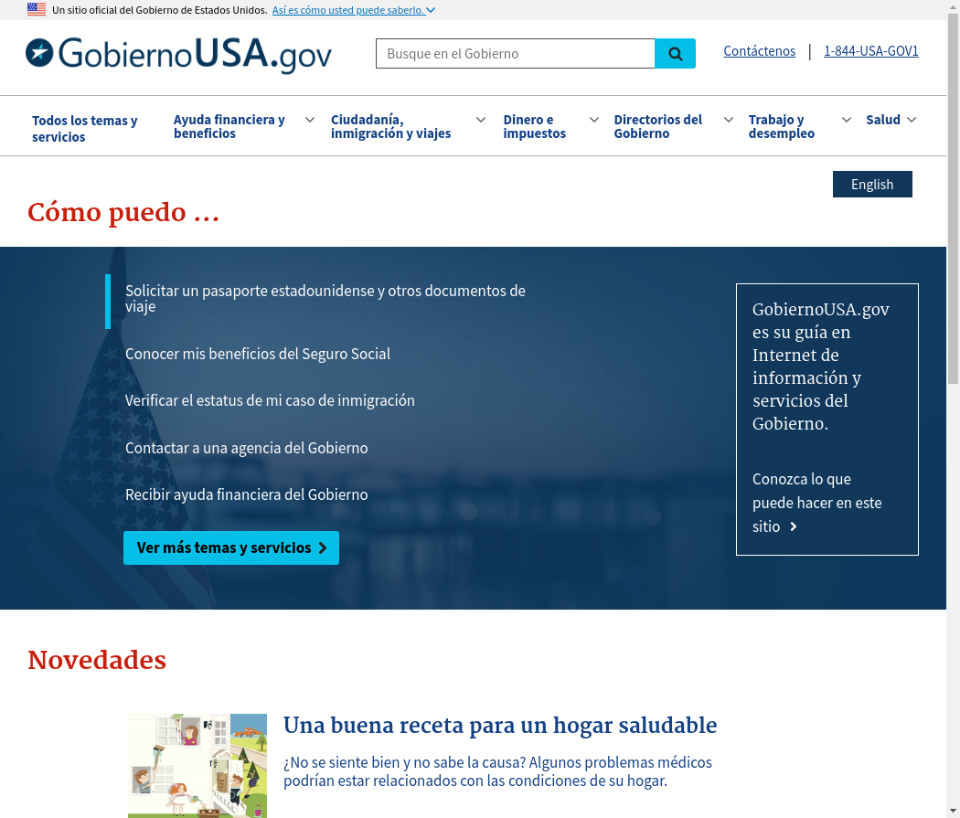 Un sitio oficial del Gobierno de Estados Unidos. Así es cómo usted puede saberlo.
GobiernoUSA.gov
Busque en el Gobierno
Contáctenos | 1-844-USA-GOV1
Todos los temas y
servicios
Ayuda financiera y
beneficios
Ciudadanía,
inmigración y viajes
Dinero e
impuestos
Directorios del
Gobierno
Trabajo y
desempleo
Salud
English
Cómo puedo ...
Solicitar un pasaporte estadounidense y otros documentos de
viaje
Conocer mis beneficios del Seguro Social
Verificar el estatus de mi caso de inmigración
Contactar a una agencia del Gobierno
Recibir ayuda financiera del Gobierno
Ver más temas y servicios
GobiernoUSA.gov
es su guía en
Internet de
información y
servicios del
Gobierno.
Conozca lo que
puede hacer en este
sitio
Novedades
Una buena receta para un hogar saludable
¿No se siente bien y no sabe la causa? Algunos problemas médicos
podrían estar relacionados con las condiciones de su hogar.